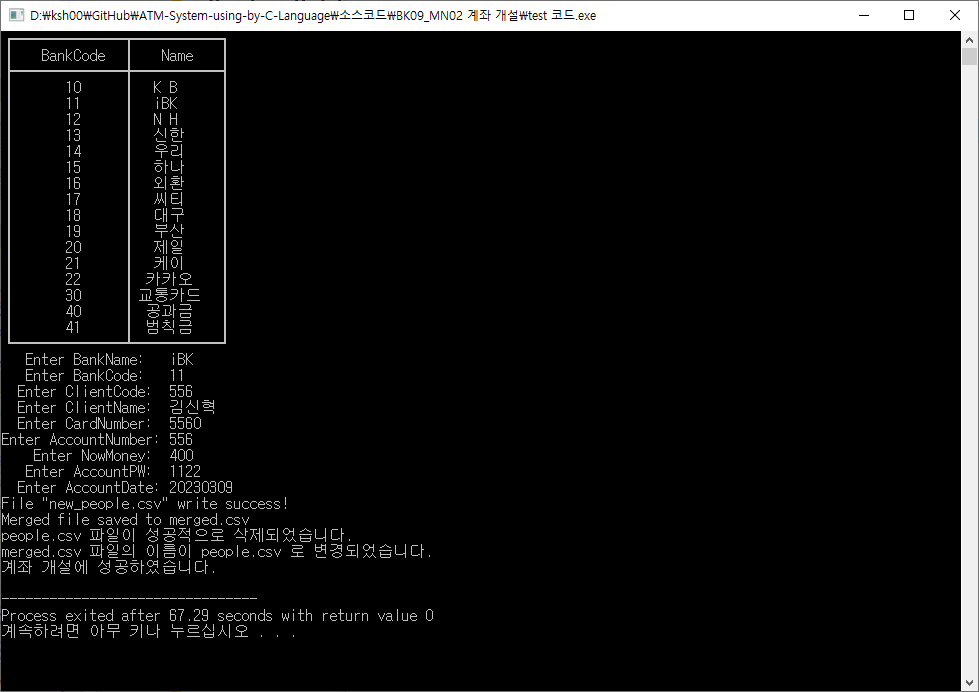 D:₩ksh00₩GitHub₩ATM-System-using-by-C-Language₩소스코드₩BK09_MN02 계좌 개설₩test 코드.exe
BankCode Name
10 K B
11 iBK
12 N H
13 신한
14 우리
15 하나
16 외환
17 씨티
18 대구
19 부산
20 제일
21 케이
22 카카오
30 교통카드
40 공과금
41 범칙금
Enter BankName: iBK
Enter BankCode: 11
Enter ClientCode: 556
Enter ClientName: 김신혁
Enter CardNumber: 5560
Enter AccountNumber: 556
Enter NowMoney: 400
Enter AccountPW: 1122
Enter AccountDate: 20230309
File "new_people.csv" write success!
Merged file saved to merged.csv
people.csv 파일이 성공적으로 삭제되었습니다.
merged.csv 파일의 이름이 people.csv 로 변경되었습니다.
계좌 개설에 성공하였습니다.
--------------------------------
Process exited after 67.29 seconds with return value 0
계속하려면 아무 키나 누르십시오 . . .